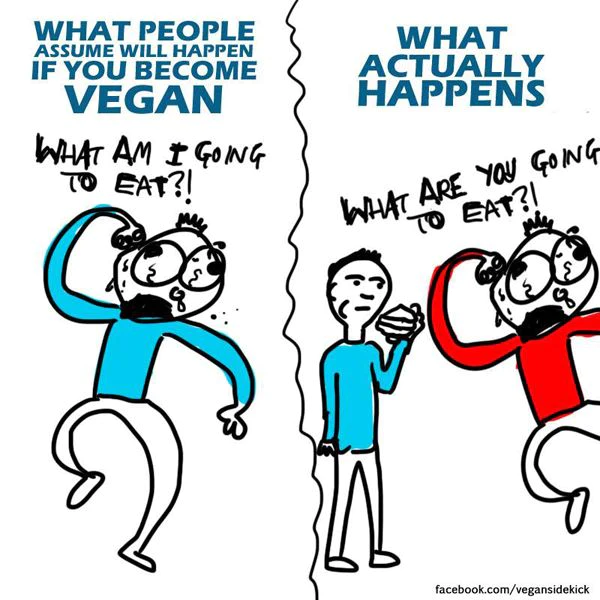 WHAT PEOPLE
ASSUME WILL HAPPEN
IF YOU BECOME
VEGAN
WHAT AM I GOING
TO EAT?!
WHAT
ACTUALLY
HAPPENS
WHAT ARE YOU GOING
TO EAT?!
facebook.com/vegansidekick